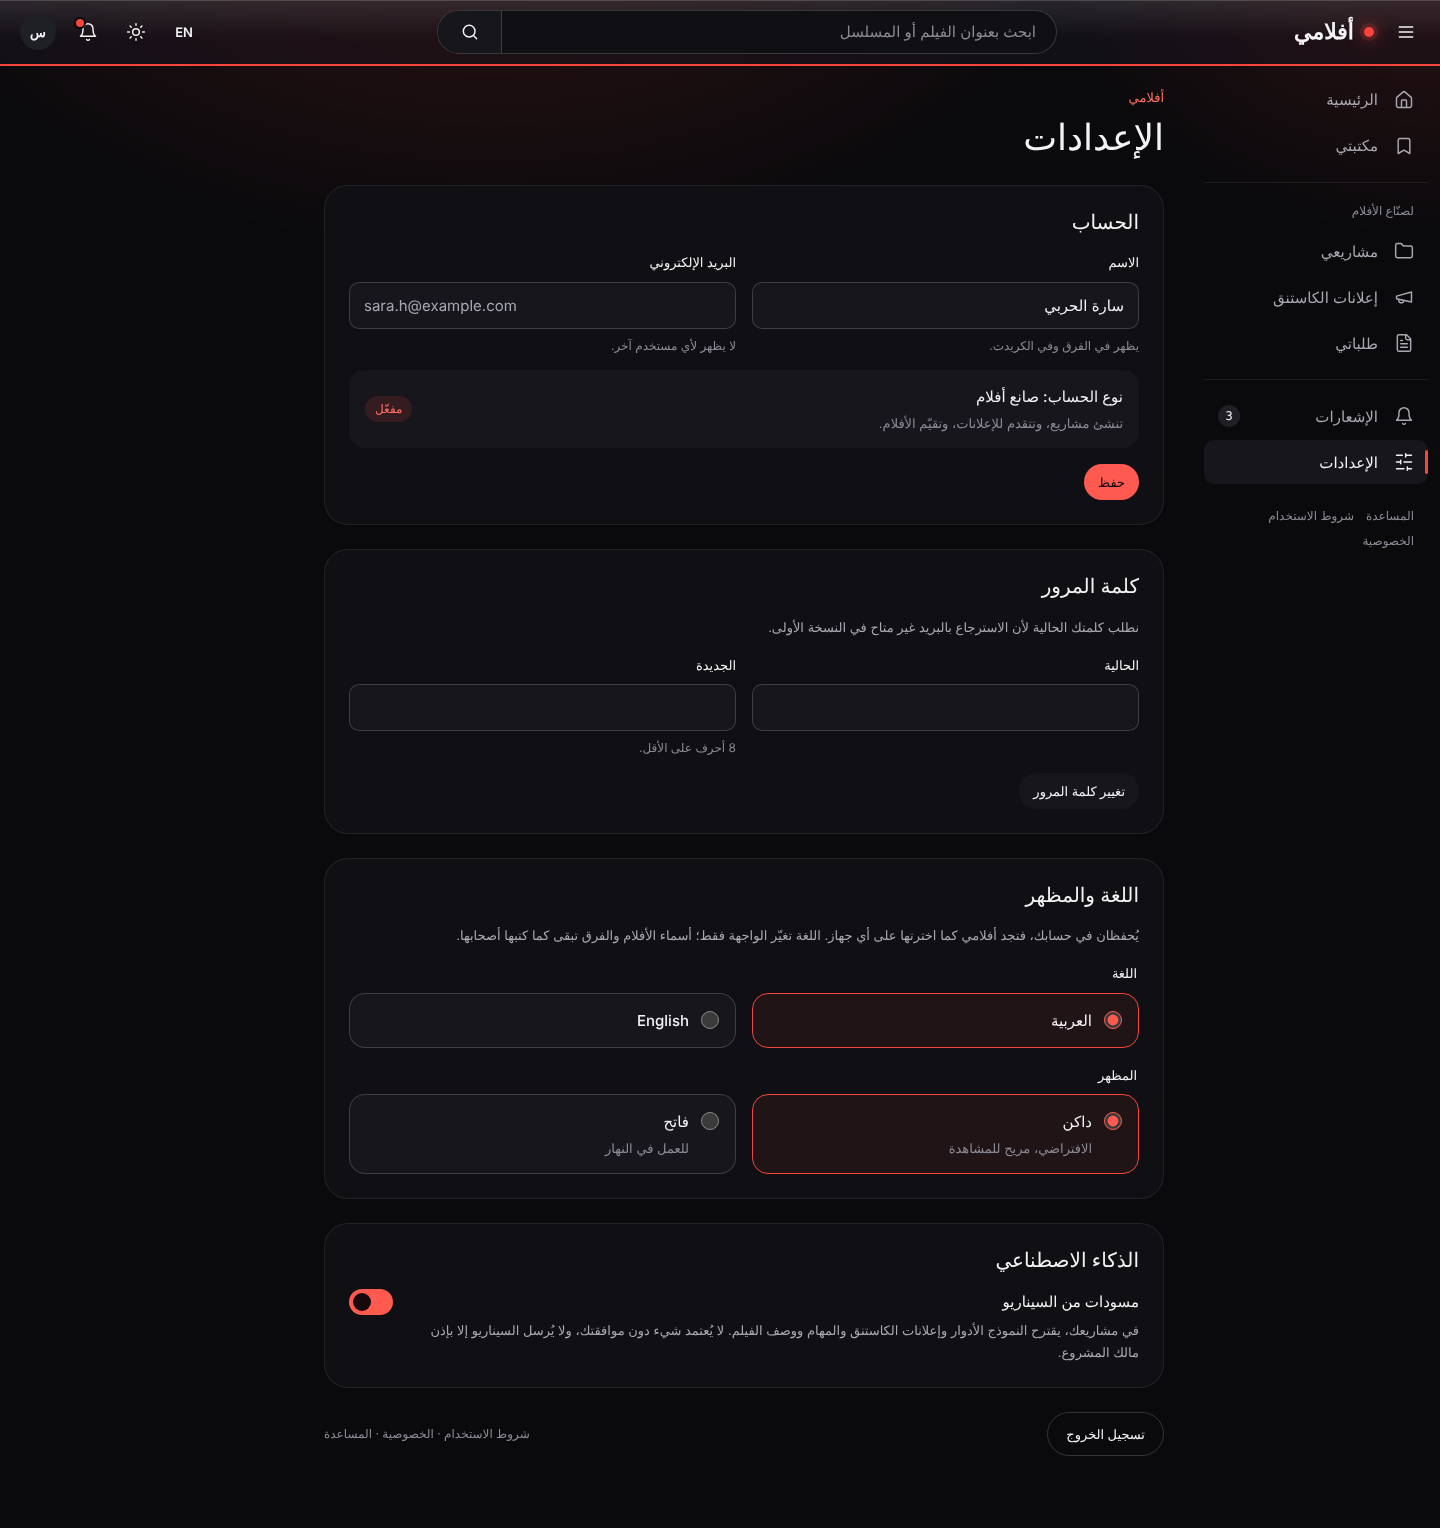 أفلامي
ابحث بعنوان الفيلم أو المسلسل
EN
س
الرئيسية
مكتبتي
لصنّاع الأفلام
مشاريعي
إعلانات الكاستنق
طلباتي
الإشعارات
3
الإعدادات
المساعدة شروط الاستخدام
الخصوصية
أفلامي
الإعدادات
الحساب
الاسم
سارة الحربي
يظهر في الفرق وفي الكريدت.
البريد الإلكتروني
sara.h@example.com
لا يظهر لأي مستخدم آخر.
نوع الحساب: صانع أفلام
تنشئ مشاريع، وتتقدم للإعلانات، وتقيّم الأفلام.
مفعّل
حفظ
كلمة المرور
نطلب كلمتك الحالية لأن الاسترجاع بالبريد غير متاح في النسخة الأولى.
الحالية
الجديدة
8 أحرف على الأقل.
تغيير كلمة المرور
اللغة والمظهر
يُحفظان في حسابك، فتجد أفلامي كما اخترتها على أي جهاز. اللغة تغيّر الواجهة فقط؛ أسماء الأفلام والفرق تبقى كما كتبها أصحابها.
اللغة
العربية
English
المظهر
داكن
الافتراضي، مريح للمشاهدة
فاتح
للعمل في النهار
الذكاء الاصطناعي
مسودات من السيناريو
في مشاريعك، يقترح النموذج الأدوار وإعلانات الكاستنق والمهام ووصف الفيلم. لا يُعتمد شيء دون موافقتك، ولا يُرسل السيناريو إلا بإذن
مالك المشروع.
تسجيل الخروج
شروط الاستخدام · الخصوصية · المساعدة